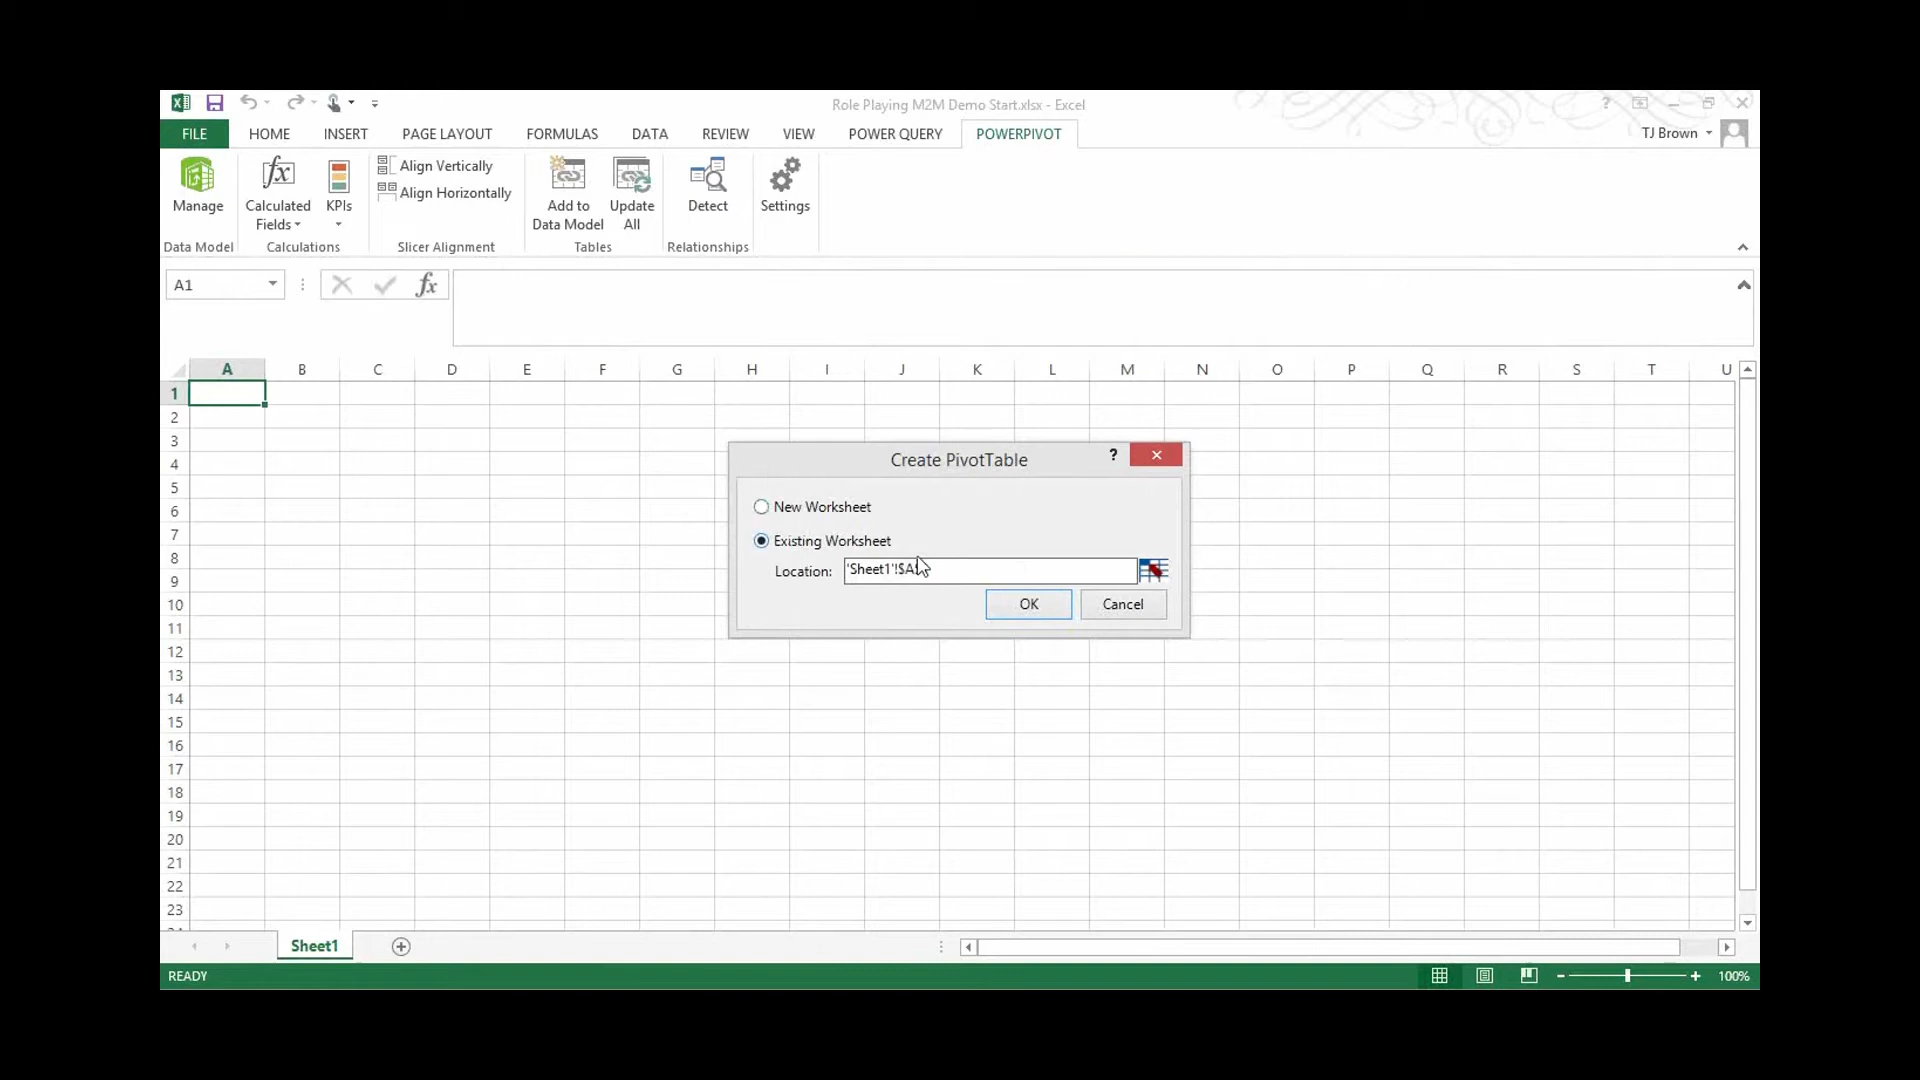 Role Playing M2M Demo Start.xlsx - Excel
?
FILE HOME INSERT PAGE LAYOUT FORMULAS DATA REVIEW VIEW POWER QUERY POWERPIVOT
TJ Brown
Manage
Calculated
Fields
KPIs
Align Vertically
Align Horizontally
Add to
Data Model
Update
All
Detect
Settings
Data Model Calculations Slicer Alignment Tables Relationships
A1
fx
A B C D E F G H I J K L M N O P Q R S T U
1
2
3
4
5
6
7
8
9
10
11
12
13
14
15
16
17
18
19
20
21
22
23
Create PivotTable
?
New Worksheet
Existing Worksheet
Location: 'Sheet1'!$A
OK Cancel
Sheet1
READY
100%